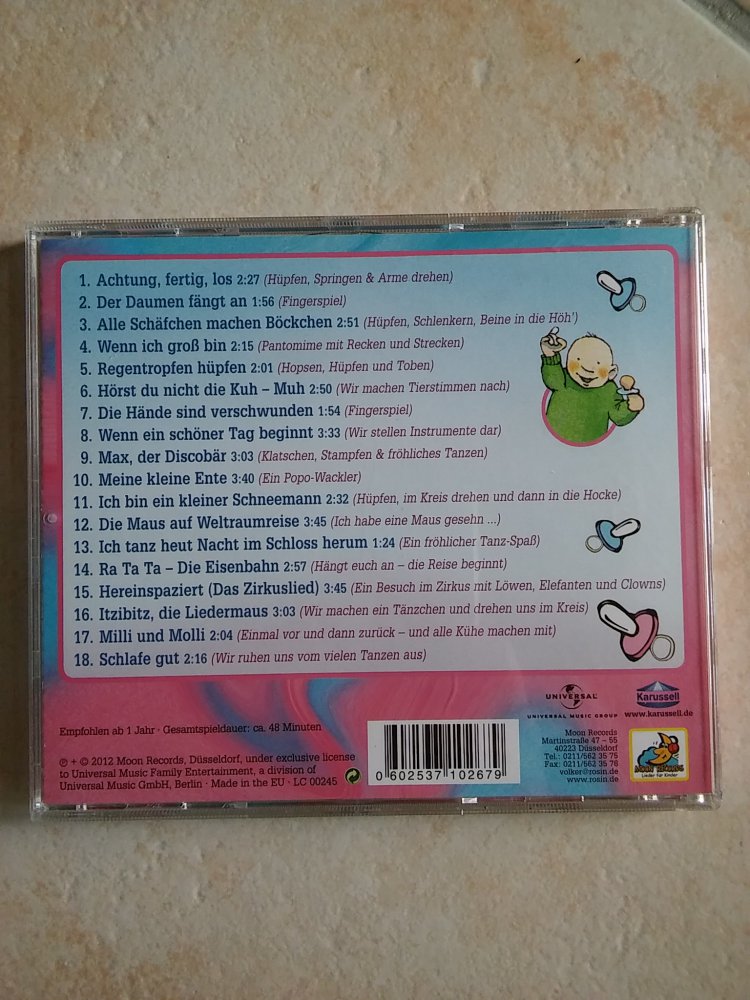 1. Achtung, fertig, los 2:27 (Hüpfen, Springen & Arme drehen)
2. Der Daumen fängt an 1:56 (Fingerspiel)
3. Alle Schäfchen machen Böckchen 2:51 (Hüpfen, Schlenkern, Beine in die Höh')
4. Wenn ich groß bin 2:15 (Pantomime mit Recken und Strecken)
5. Regentropfen hüpfen 2:01 (Hopsen, Hüpfen und Toben)
6. Hörst du nicht die Kuh – Muh 2:50 (Wir machen Tierstimmen nach)
7. Die Hände sind verschwunden 1:54 (Fingerspiel)
8. Wenn ein schöner Tag beginnt 3:33 (Wir stellen Instrumente dar)
9. Max, der Discobär 3:03 (Klatschen, Stampfen & fröhliches Tanzen)
10. Meine kleine Ente 3:40 (Ein Popo-Wackler)
11. Ich bin ein kleiner Schneemann 2:32 (Hüpfen, im Kreis drehen und dann in die Hocke)
12. Die Maus auf Weltraumreise 3:45 (Ich habe eine Maus gesehn ...)
13. Ich tanz heut Nacht im Schloss herum 1:24 (Ein fröhlicher Tanz-Spaß)
14. Ra Ta Ta – Die Eisenbahn 2:57 (Hängt euch an – die Reise beginnt)
15. Hereinspaziert (Das Zirkuslied) 3:45 (Ein Besuch im Zirkus mit Löwen, Elefanten und Clowns)
16. Itzibitz, die Liedermaus 3:03 (Wir machen ein Tänzchen und drehen uns im Kreis)
17. Milli und Molli 2:04 (Einmal vor und dann zurück – und alle Kühe machen mit)
18. Schlafe gut 2:16 (Wir ruhen uns vom vielen Tanzen aus)
UNIVERSAL
UNIVERSAL MUSIC GROUP
Karussell
www.karussell.de
Empfohlen ab 1 Jahr · Gesamtspieldauer: ca. 48 Minuten
℗ + © 2012 Moon Records, Düsseldorf, under exclusive license
to Universal Music Family Entertainment, a division of
Universal Music GmbH, Berlin · Made in the EU · LC 00245
0 602537 102679
Moon Records
Martinstraße 47 – 55
40223 Düsseldorf
Tel.: 0211/562 35 75
Fax: 0211/562 35 76
volker@rosin.de
www.rosin.de
MOON RECORDS
Lieder für Kinder